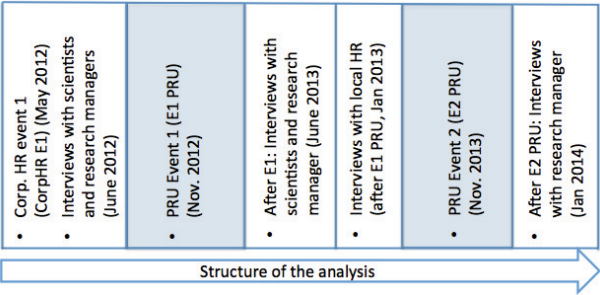 • Corp. HR event 1
(CorpHR E1) (May 2012)
• Interviews with scientists
and research managers
(June 2012)
• PRU Event 1 (E1 PRU)
(Nov. 2012)
• After E1: Interviews with
scientists and research
manager (June 2013)
• Interviews with local HR
(after E1 PRU, Jan 2013)
• PRU Event 2 (E2 PRU)
(Nov. 2013)
• After E2 PRU: Interviews
with research manager
(Jan 2014)
Structure of the analysis